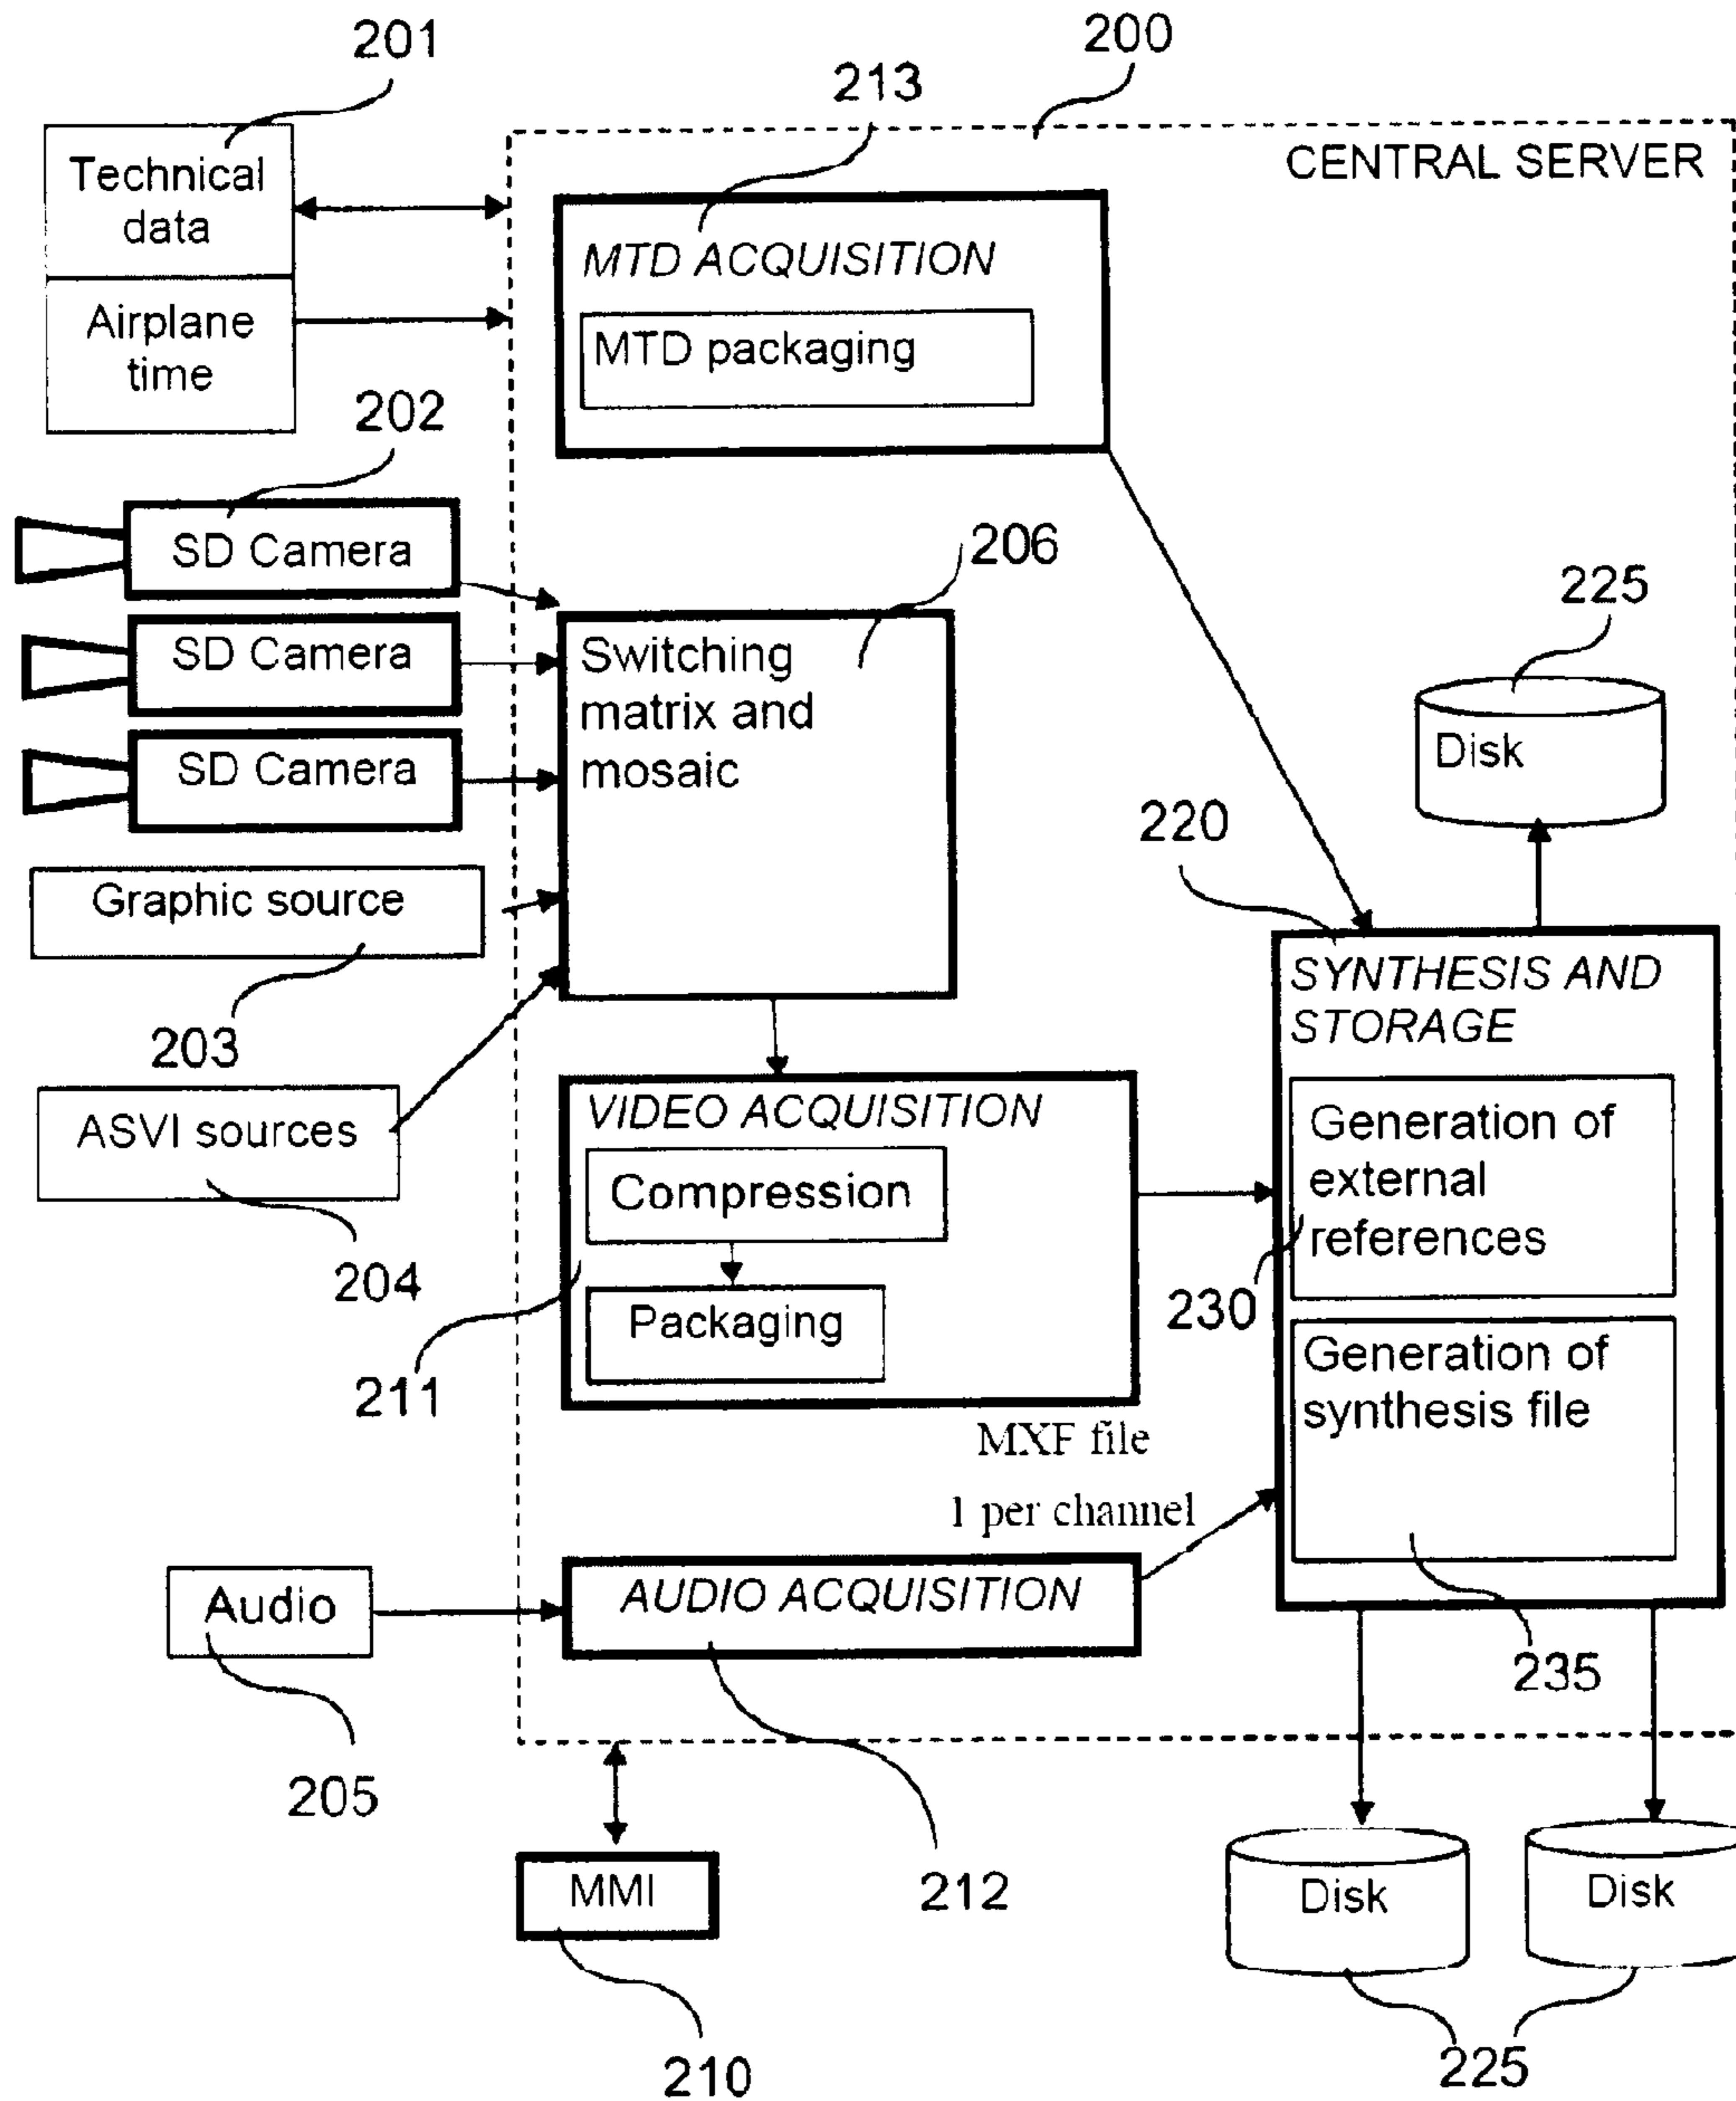 201
200
213
CENTRAL SERVER
Technical
data
MTD ACQUISITION
Airplane
time
MTD packaging
202
SD Camera
206
225
SD Camera
Switching
matrix and
mosaic
SD Camera
Disk
220
Graphic source
SYNTHESIS AND
STORAGE
203
VIDEO ACQUISITION
ASVI sources
Generation of
external
references
Compression
204
230
Packaging
211
Generation of
synthesis file
MXF file
1 per channel
Audio
AUDIO ACQUISITION
235
205
MMI
212
Disk
Disk
210
225